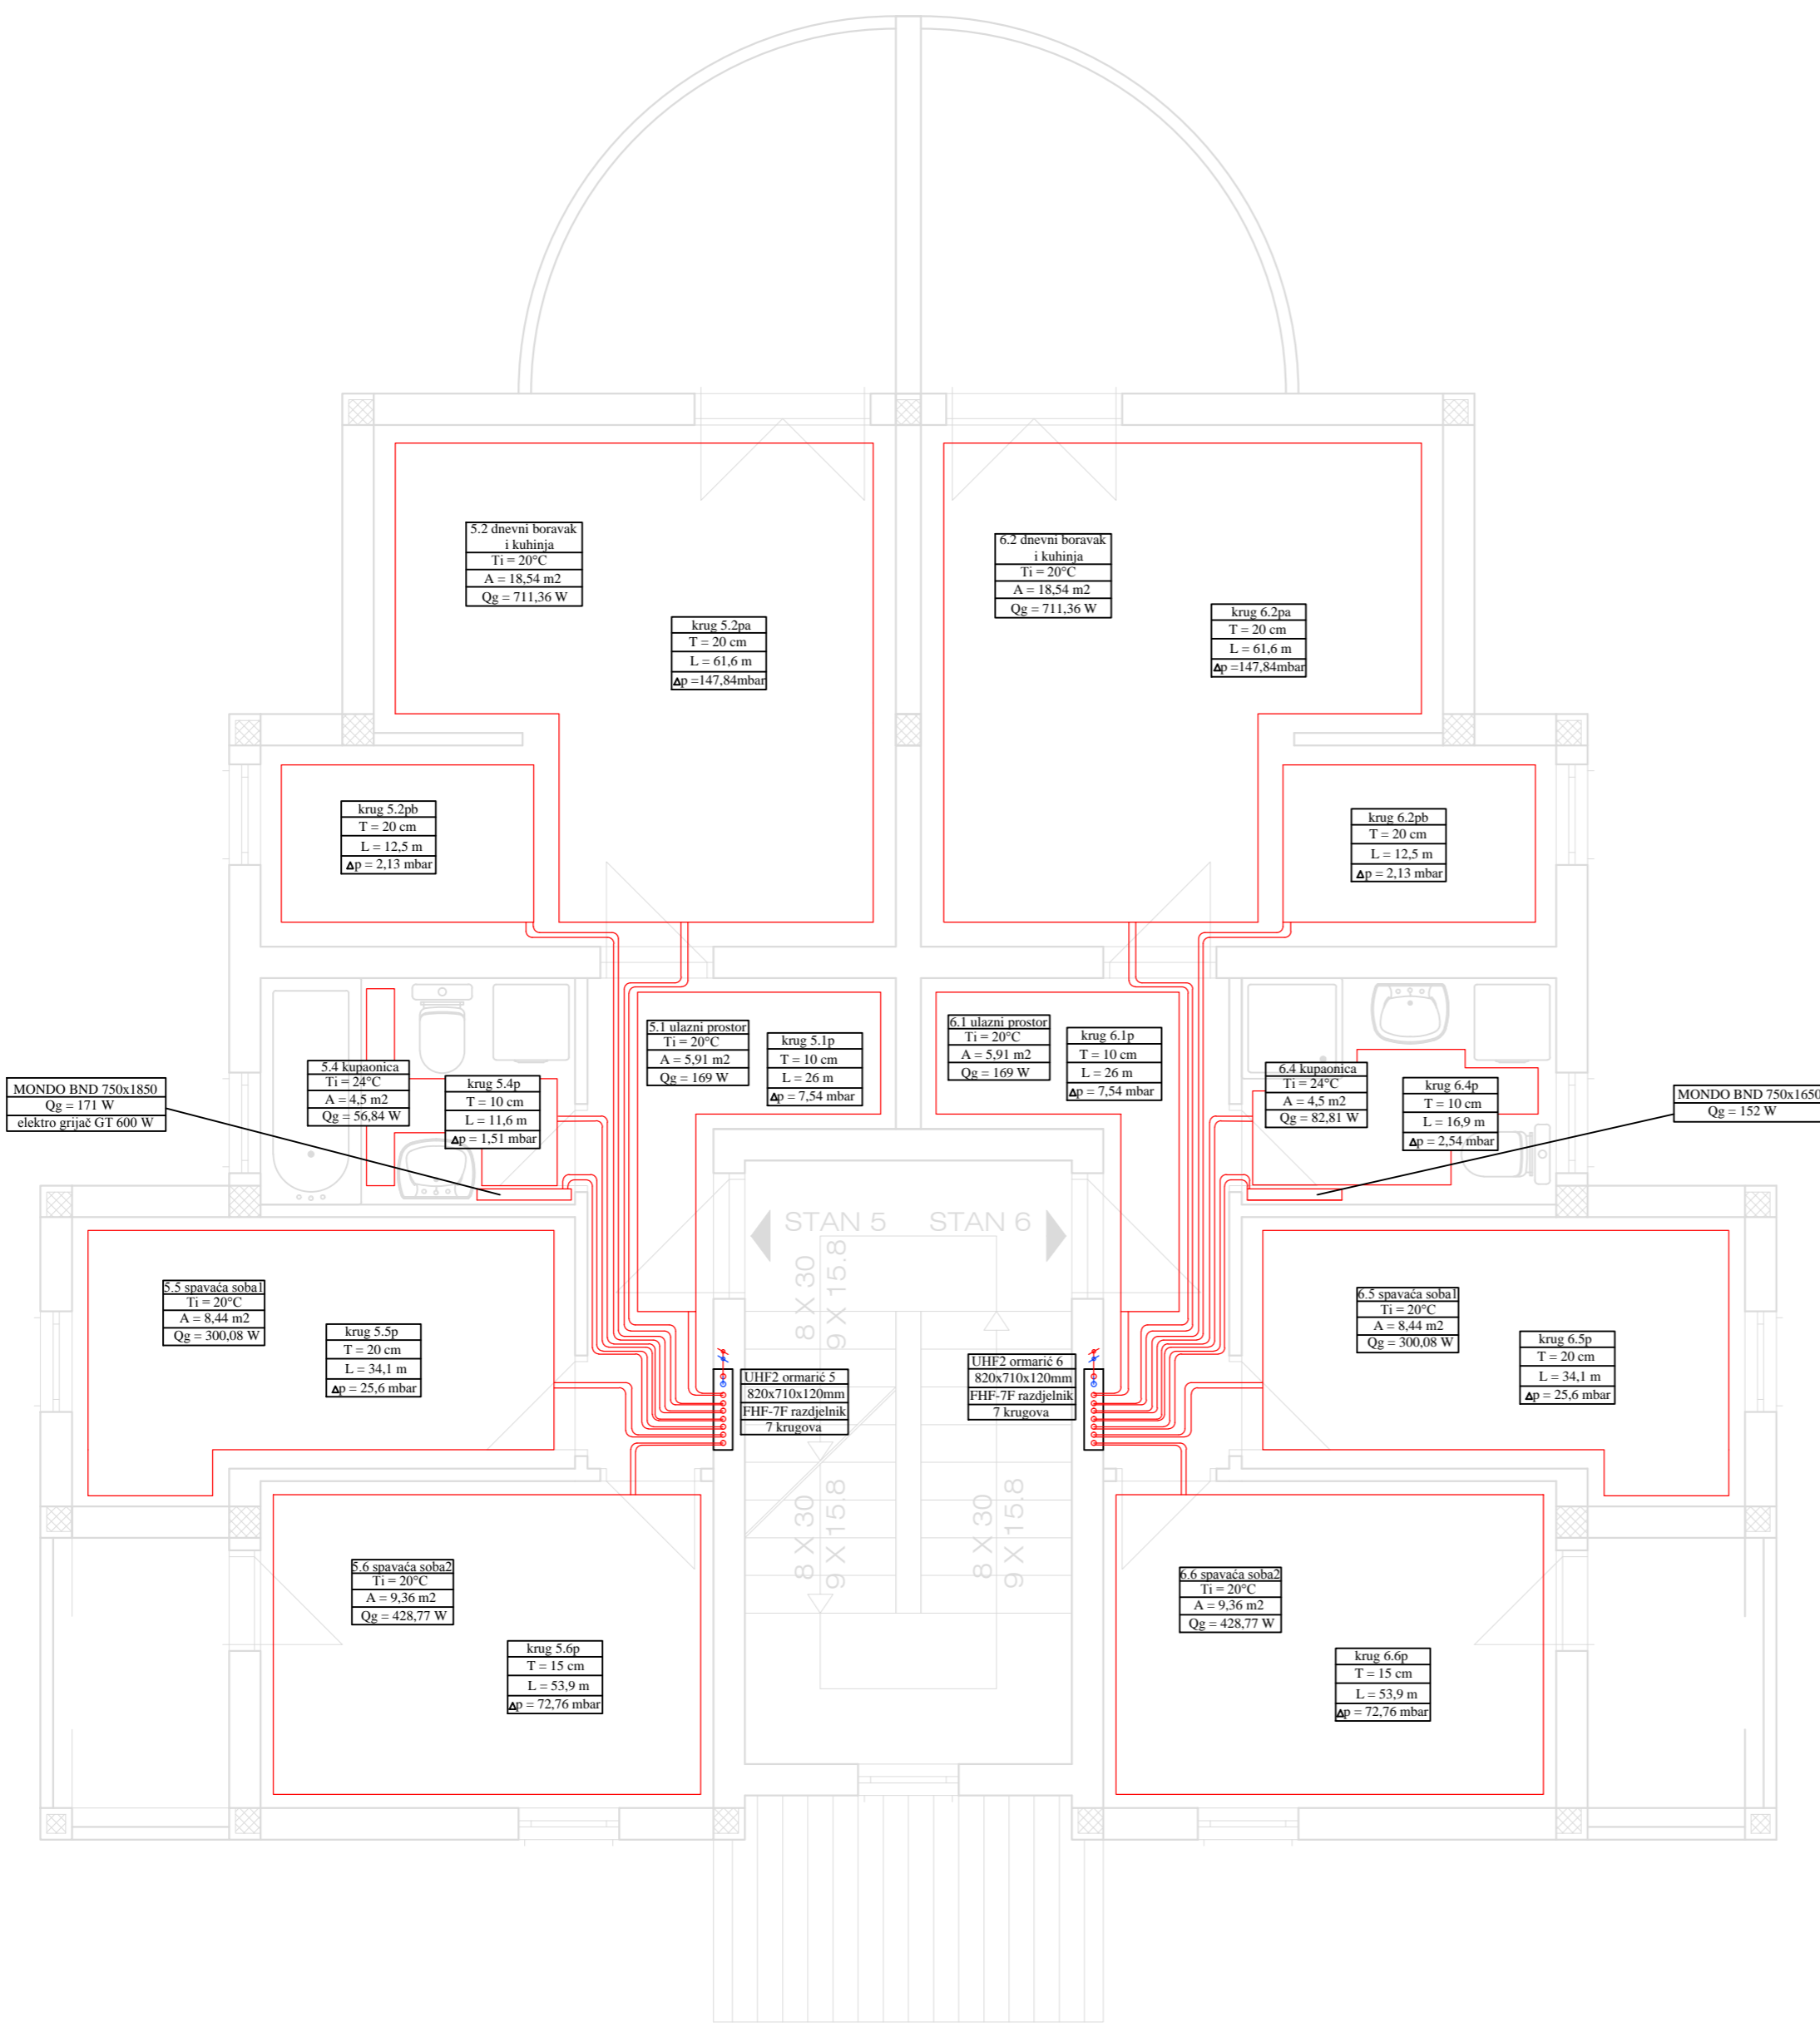 5.2 dnevni boravak
i kuhinja
Ti = 20°C
A = 18,54 m2
Qg = 711,36 W
6.2 dnevni boravak
i kuhinja
Ti = 20°C
A = 18,54 m2
Qg = 711,36 W
krug 5.2pa
T = 20 cm
L = 61,6 m
Δp =147,84mbar
krug 6.2pa
T = 20 cm
L = 61,6 m
Δp =147,84mbar
krug 5.2pb
T = 20 cm
L = 12,5 m
Δp = 2,13 mbar
krug 6.2pb
T = 20 cm
L = 12,5 m
Δp = 2,13 mbar
MONDO BND 750x1850
Qg = 171 W
elektro grijač GT 600 W
5.4 kupaonica
Ti = 24°C
A = 4,5 m2
Qg = 56,84 W
krug 5.4p
T = 10 cm
L = 11,6 m
Δp = 1,51 mbar
5.1 ulazni prostor
Ti = 20°C
A = 5,91 m2
Qg = 169 W
krug 5.1p
T = 10 cm
L = 26 m
Δp = 7,54 mbar
6.1 ulazni prostor
Ti = 20°C
A = 5,91 m2
Qg = 169 W
krug 6.1p
T = 10 cm
L = 26 m
Δp = 7,54 mbar
6.4 kupaonica
Ti = 24°C
A = 4,5 m2
Qg = 82,81 W
krug 6.4p
T = 10 cm
L = 16,9 m
Δp = 2,54 mbar
MONDO BND 750x1650
Qg = 152 W
STAN 5
STAN 6
8 X 30
9 X 15.8
5.5 spavaća soba1
Ti = 20°C
A = 8,44 m2
Qg = 300,08 W
krug 5.5p
T = 20 cm
L = 34,1 m
Δp = 25,6 mbar
UHF2 ormarić 5
820x710x120mm
FHF-7F razdjelnik
7 krugova
UHF2 ormarić 6
820x710x120mm
FHF-7F razdjelnik
7 krugova
6.5 spavaća soba1
Ti = 20°C
A = 8,44 m2
Qg = 300,08 W
krug 6.5p
T = 20 cm
L = 34,1 m
Δp = 25,6 mbar
8 X 30
9 X 15.8
8 X 30
9 X 15.8
5.6 spavaća soba2
Ti = 20°C
A = 9,36 m2
Qg = 428,77 W
krug 5.6p
T = 15 cm
L = 53,9 m
Δp = 72,76 mbar
6.6 spavaća soba2
Ti = 20°C
A = 9,36 m2
Qg = 428,77 W
krug 6.6p
T = 15 cm
L = 53,9 m
Δp = 72,76 mbar